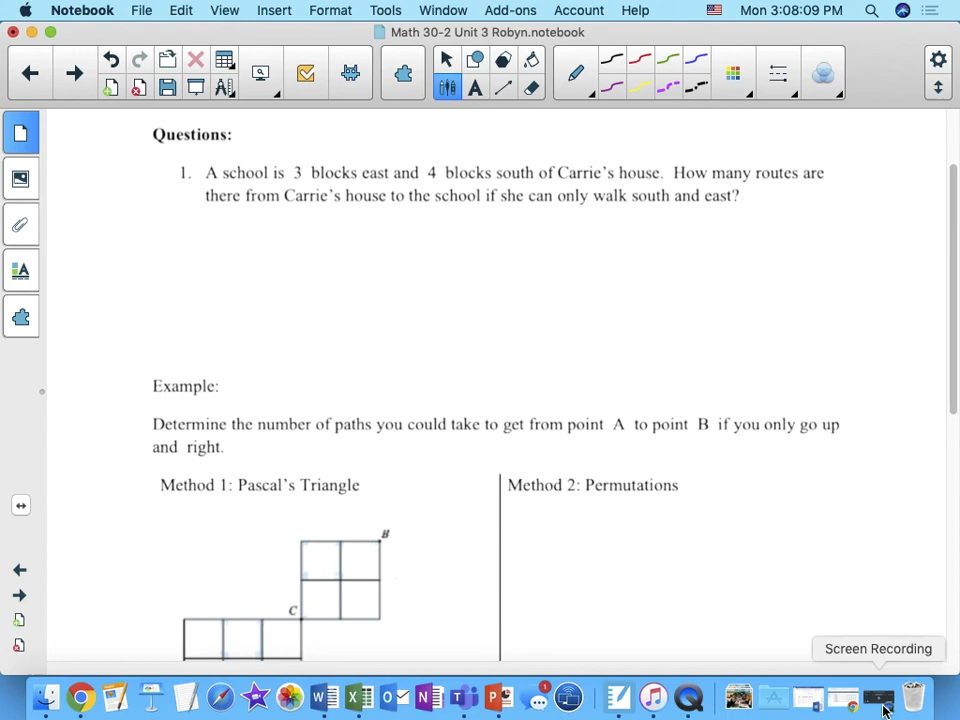 Notebook File Edit View Insert Format Tools Window Add-ons Account Help Mon 3:08:09 PM
Math 30-2 Unit 3 Robyn.notebook
Questions:
1. A school is 3 blocks east and 4 blocks south of Carrie's house. How many routes are
there from Carrie's house to the school if she can only walk south and east?
Example:
Determine the number of paths you could take to get from point A to point B if you only go up
and right.
Method 1: Pascal's Triangle
Method 2: Permutations
B
C
Screen Recording
1